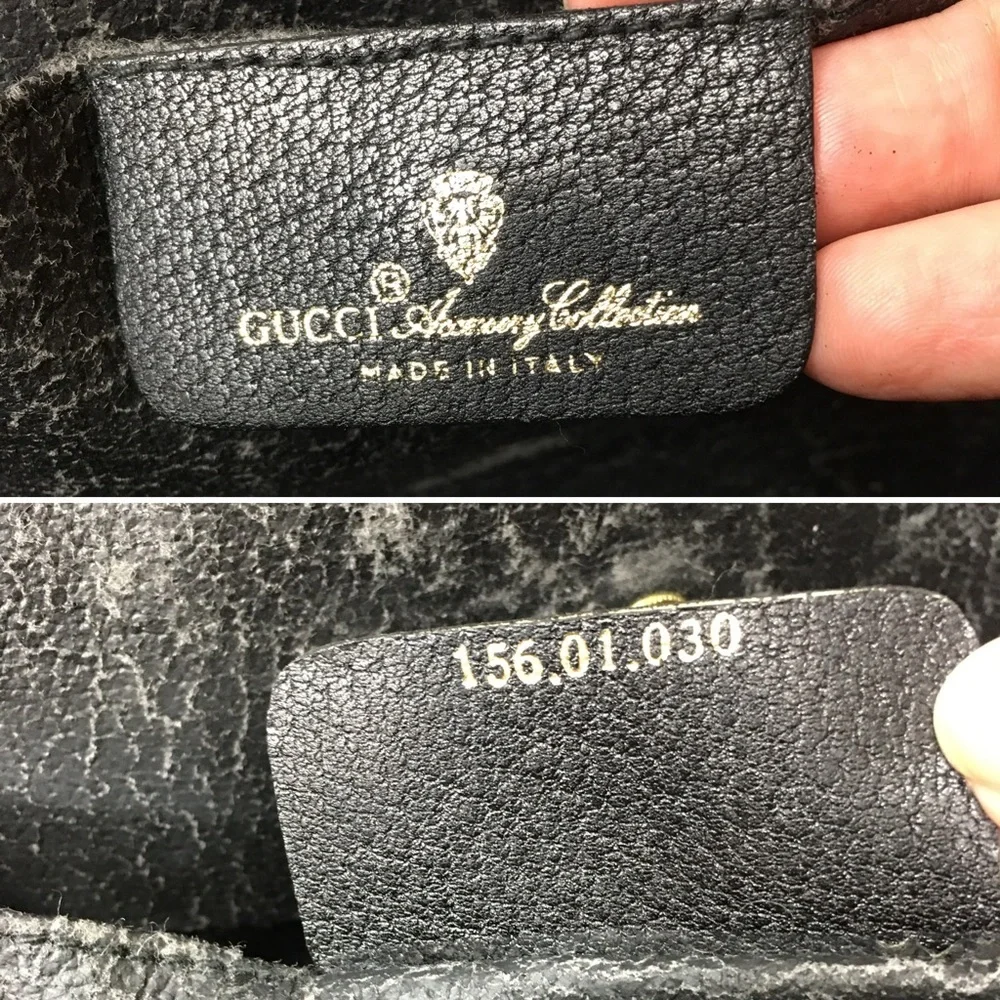 ®
GUCCI Accessory Collection
MADE IN ITALY
156.01.030